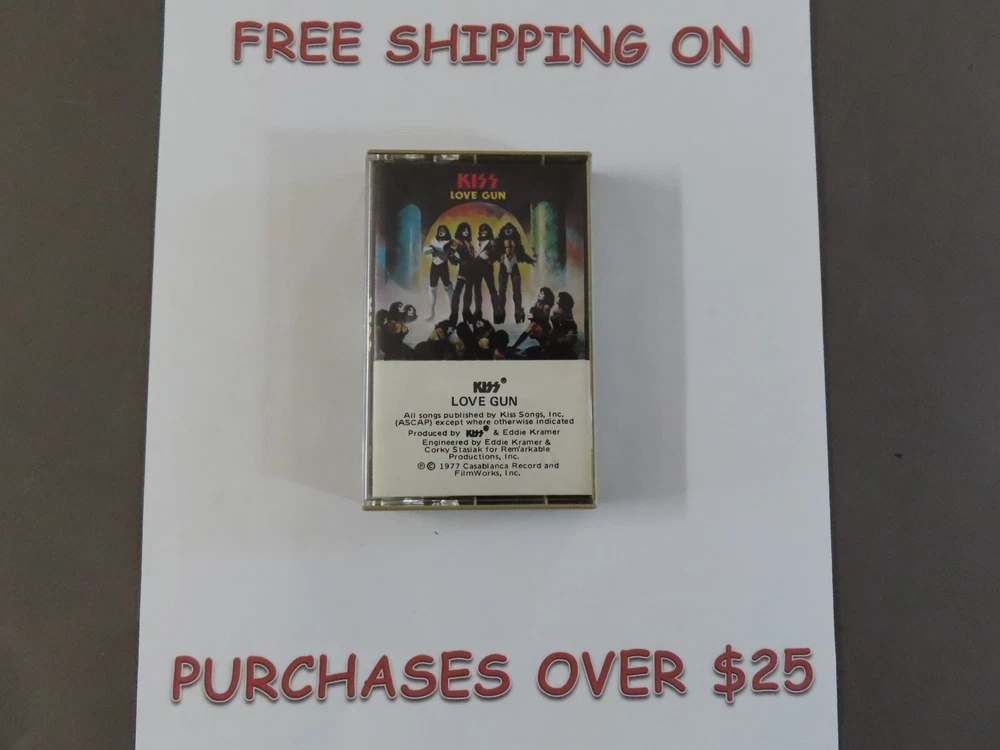 FREE SHIPPING ON
KISS
LOVE GUN
KISS®
LOVE GUN
All songs published by Kiss Songs, Inc.
(ASCAP) except where otherwise indicated
Produced by KISS® & Eddie Kramer
Engineered by Eddie Kramer &
Corky Stasiak for Rem'arkable
Productions, Inc.
℗© 1977 Casablanca Record and
FilmWorks, Inc.
PURCHASES OVER $25